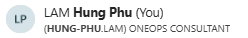 LP
LAM Hung Phu (You)
(HUNG-PHU.LAM) ONEOPS CONSULTANT